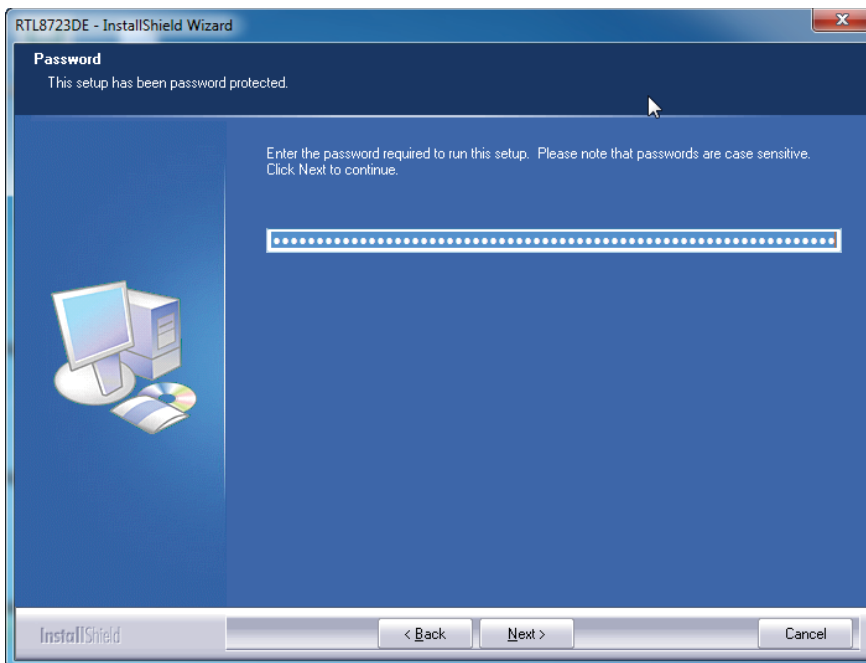 RTL8723DE - InstallShield Wizard
Password
This setup has been password protected.
Enter the password required to run this setup. Please note that passwords are case sensitive.
Click Next to continue.
InstallShield
< Back
Next >
Cancel